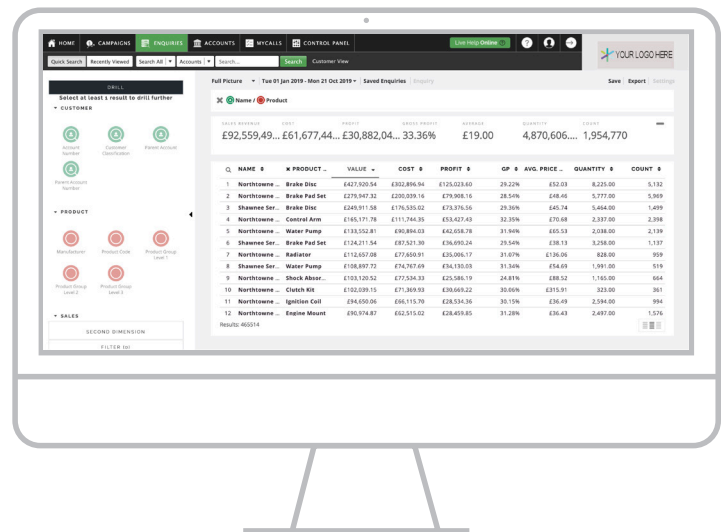 HOME CAMPAIGNS ENQUIRIES ACCOUNTS MYCALLS CONTROL PANEL Live Help Online ?
YOUR LOGO HERE
Quick Search Recently Viewed Search All Accounts Search... Search Customer View
DRILL
Select at least 1 result to drill further
CUSTOMER
Account Number
Customer Classification
Parent Account
Parent Account Number
PRODUCT
Manufacturer
Product Code
Product Group Level 1
Product Group Level 2
Product Group Level 3
SALES
SECOND DIMENSION
FILTER (0)
Full Picture Tue 01 Jan 2019 - Mon 21 Oct 2019 Saved Enquiries Enquiry Save Export Settings
Name / Product
SALES REVENUE COST PROFIT GROSS PROFIT AVERAGE QUANTITY COUNT
£92,559,49... £61,677,44... £30,882,04... 33.36% £19.00 4,870,606.... 1,954,770
NAME PRODUCT ... VALUE COST PROFIT GP AVG. PRICE ... QUANTITY COUNT
1 Northtowne ... Brake Disc £427,920.54 £302,896.94 £125,023.60 29.22% £52.03 8,225.00 5,132
2 Northtowne ... Brake Pad Set £279,947.32 £200,039.16 £79,908.16 28.54% £48.46 5,777.00 5,969
3 Shawnee Ser... Brake Disc £249,911.58 £176,535.02 £73,376.56 29.36% £45.74 5,464.00 1,499
4 Northtowne ... Control Arm £165,171.78 £111,744.35 £53,427.43 32.35% £70.68 2,337.00 2,398
5 Northtowne ... Water Pump £133,552.81 £90,894.03 £42,658.78 31.94% £65.53 2,038.00 2,139
6 Shawnee Ser... Brake Pad Set £124,211.54 £87,521.30 £36,690.24 29.54% £38.13 3,258.00 1,137
7 Northtowne ... Radiator £112,657.08 £77,650.91 £35,006.17 31.07% £136.06 828.00 959
8 Shawnee Ser... Water Pump £108,897.72 £74,767.69 £34,130.03 31.34% £54.69 1,991.00 519
9 Northtowne ... Shock Absor... £103,120.52 £77,534.33 £25,586.19 24.81% £88.52 1,165.00 664
10 Northtowne ... Clutch Kit £102,039.15 £71,369.93 £30,669.22 30.06% £315.91 323.00 361
11 Northtowne ... Ignition Coil £94,650.06 £66,115.70 £28,534.36 30.15% £36.49 2,594.00 994
12 Northtowne ... Engine Mount £90,974.87 £62,515.02 £28,459.85 31.28% £36.43 2,497.00 1,576
Results: 465514